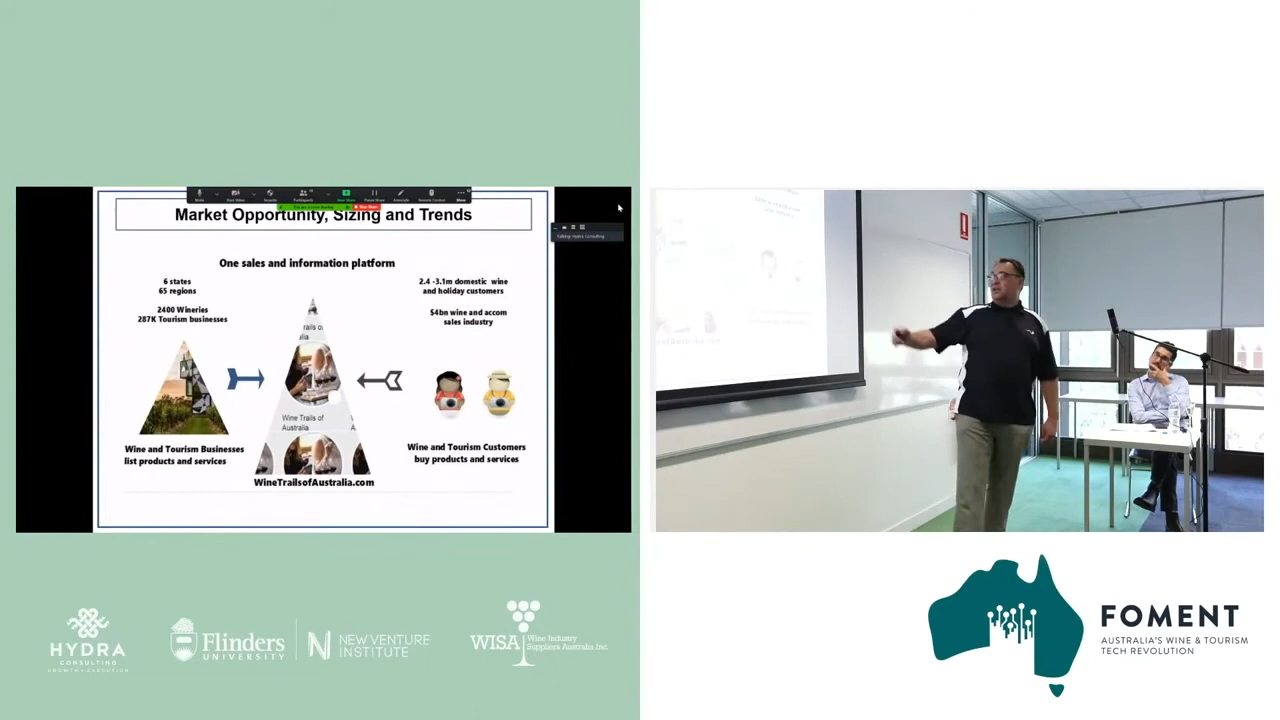 Market Opportunity, Sizing and Trends
One sales and information platform
6 states
65 regions
2400 Wineries
287K Tourism businesses
2.4 -3.1m domestic wine
and holiday customers
$4bn wine and accom
sales industry
Wine Trails of
Australia
Wine and Tourism Businesses
list products and services
Wine and Tourism Customers
buy products and services
WineTrailsofAustralia.com
HYDRA
CONSULTING
Flinders
UNIVERSITY
NEW VENTURE
INSTITUTE
WISA
Wine Industry
Suppliers Australia Inc.
FOMENT
AUSTRALIA'S WINE & TOURISM
TECH REVOLUTION